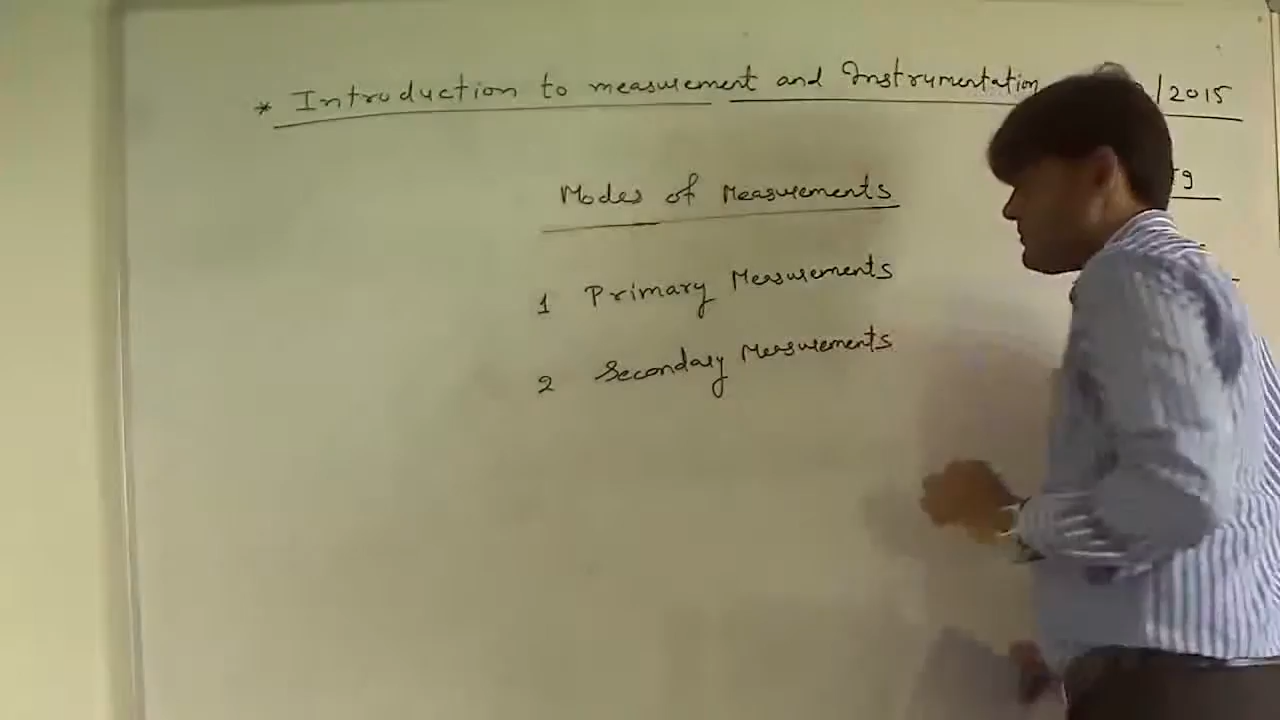 * Introduction to measurement and Instrumentation /2015
Modes of Measurements
1 Primary Measurements
2 Secondary Measurements